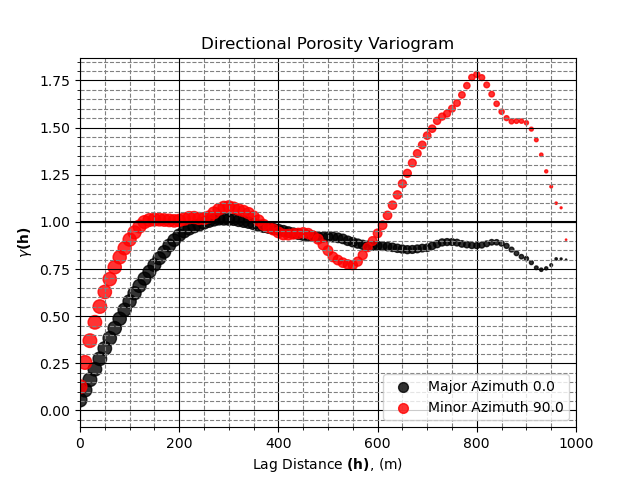 Directional Porosity Variogram
1.75
1.50
1.25
1.00
0.75
0.50
0.25
0.00
γ(h)
0 200 400 600 800 1000
Lag Distance (h), (m)
Major Azimuth 0.0
Minor Azimuth 90.0